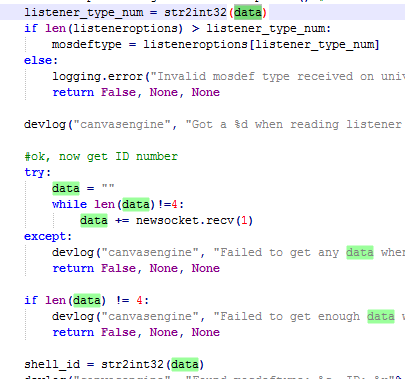 listener_type_num = str2int32(data)
if len(listeneroptions) > listener_type_num:
mosdeftype = listeneroptions[listener_type_num]
else:
logging.error("Invalid mosdef type received on uni
return False, None, None
devlog("canvasengine", "Got a %d when reading listener
#ok, now get ID number
try:
data = ""
while len(data)!=4:
data += newsocket.recv(1)
except:
devlog("canvasengine", "Failed to get any data when
return False, None, None
if len(data) != 4:
devlog("canvasengine", "Failed to get enough data
return False, None, None
shell_id = str2int32(data)